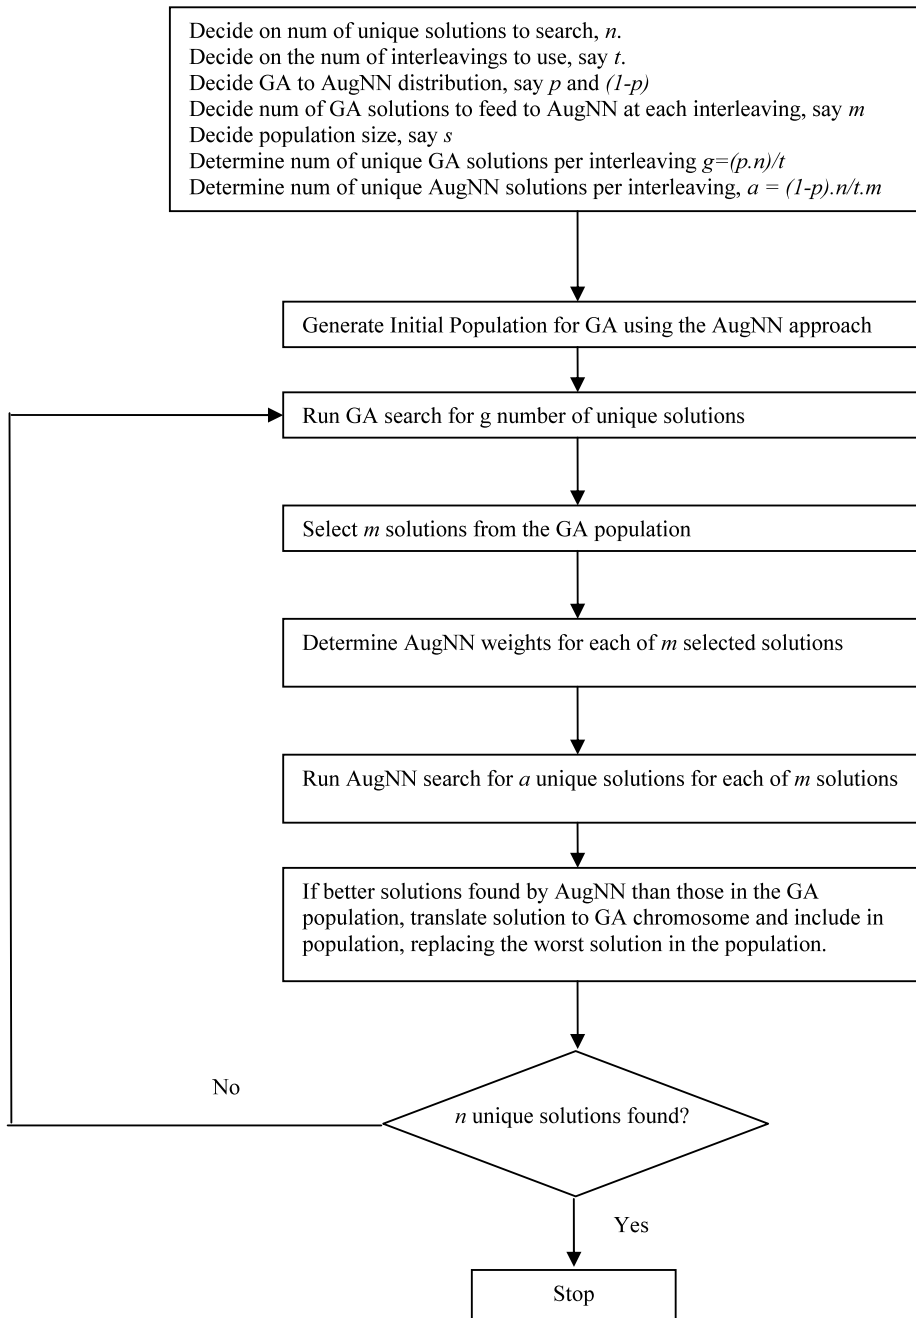 Decide on num of unique solutions to search, n.
Decide on the num of interleavings to use, say t.
Decide GA to AugNN distribution, say p and (1-p)
Decide num of GA solutions to feed to AugNN at each interleaving, say m
Decide population size, say s
Determine num of unique GA solutions per interleaving g=(p.n)/t
Determine num of unique AugNN solutions per interleaving, a = (1-p).n/t.m
Generate Initial Population for GA using the AugNN approach
Run GA search for g number of unique solutions
Select m solutions from the GA population
Determine AugNN weights for each of m selected solutions
Run AugNN search for a unique solutions for each of m solutions
If better solutions found by AugNN than those in the GA
population, translate solution to GA chromosome and include in
population, replacing the worst solution in the population.
No
n unique solutions found?
Yes
Stop